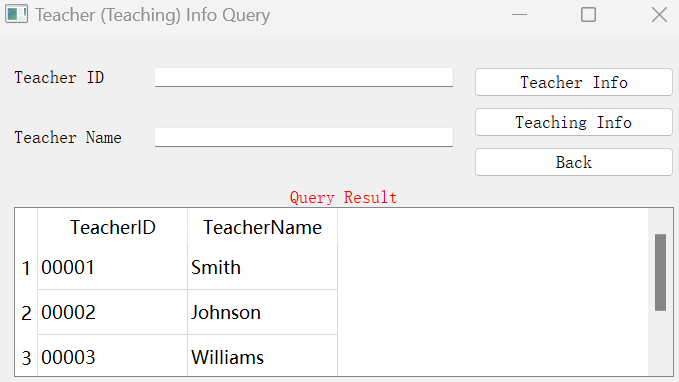 Teacher (Teaching) Info Query
Teacher ID
Teacher Info
Teaching Info
Teacher Name
Back
Query Result
TeacherID TeacherName
1 00001 Smith
2 00002 Johnson
3 00003 Williams